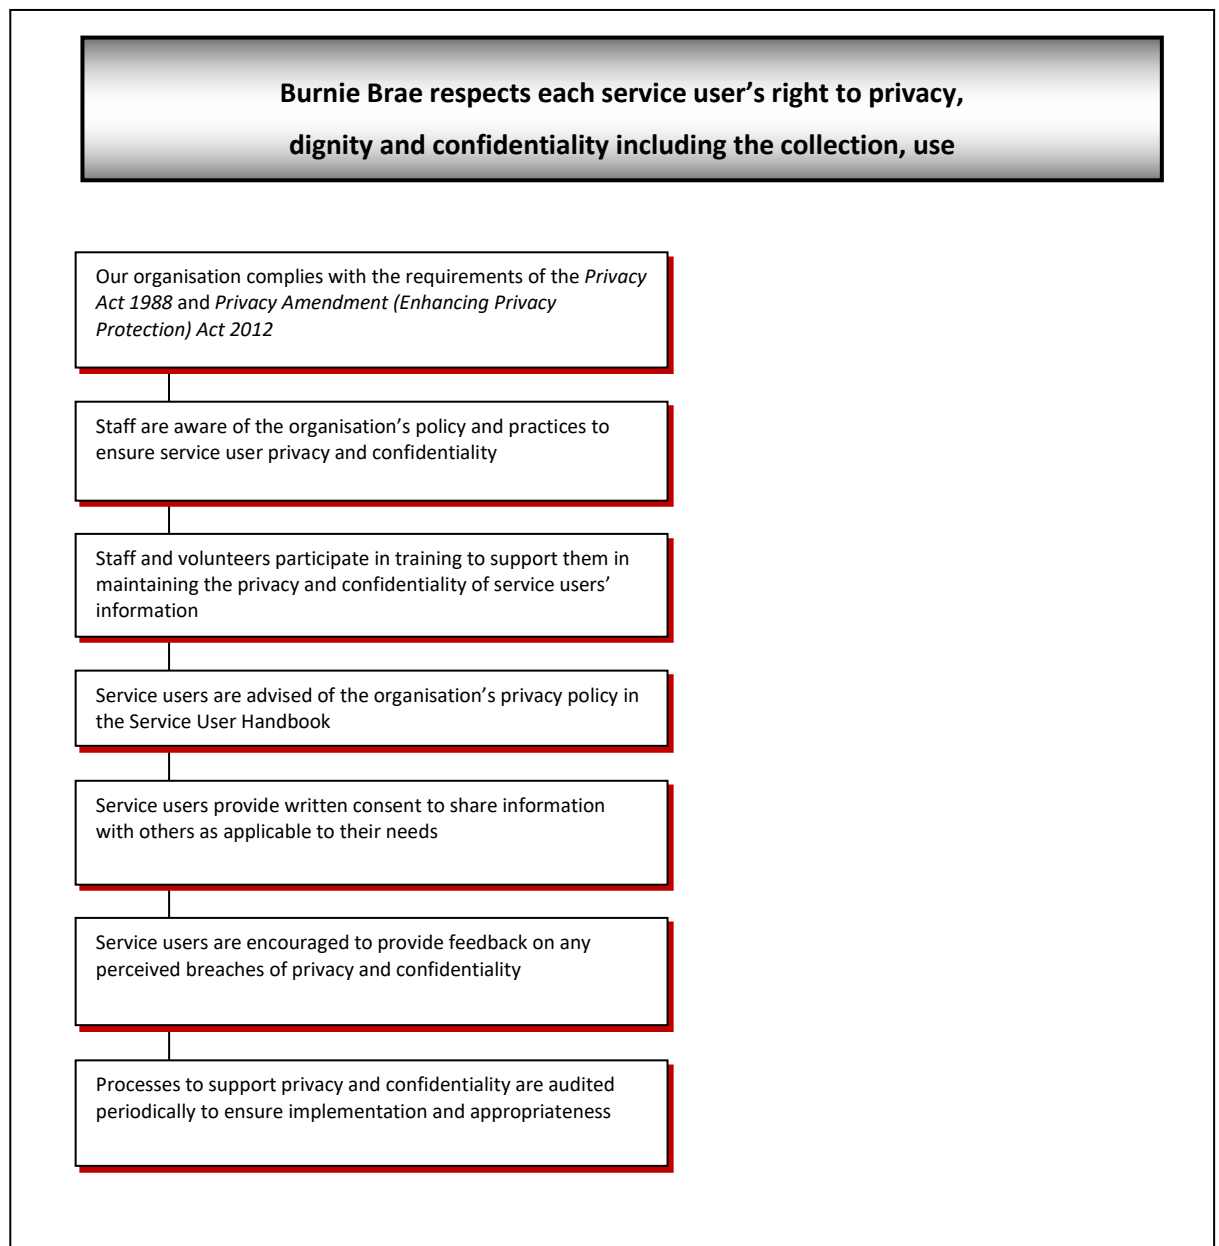 Burnie Brae respects each service user’s right to privacy,
dignity and confidentiality including the collection, use
Our organisation complies with the requirements of the Privacy
Act 1988 and Privacy Amendment (Enhancing Privacy
Protection) Act 2012
Staff are aware of the organisation’s policy and practices to
ensure service user privacy and confidentiality
Staff and volunteers participate in training to support them in
maintaining the privacy and confidentiality of service users’
information
Service users are advised of the organisation’s privacy policy in
the Service User Handbook
Service users provide written consent to share information
with others as applicable to their needs
Service users are encouraged to provide feedback on any
perceived breaches of privacy and confidentiality
Processes to support privacy and confidentiality are audited
periodically to ensure implementation and appropriateness